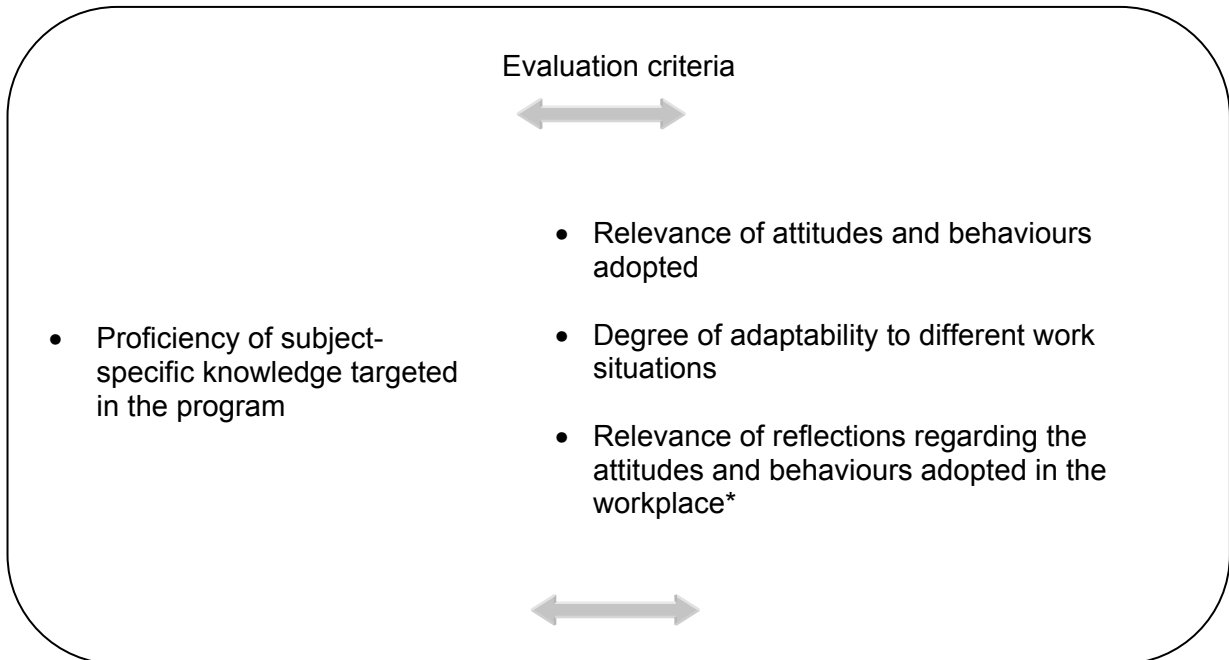 Evaluation criteria
• Proficiency of subject-
specific knowledge targeted
in the program
• Relevance of attitudes and behaviours
adopted
• Degree of adaptability to different work
situations
• Relevance of reflections regarding the
attitudes and behaviours adopted in the
workplace*